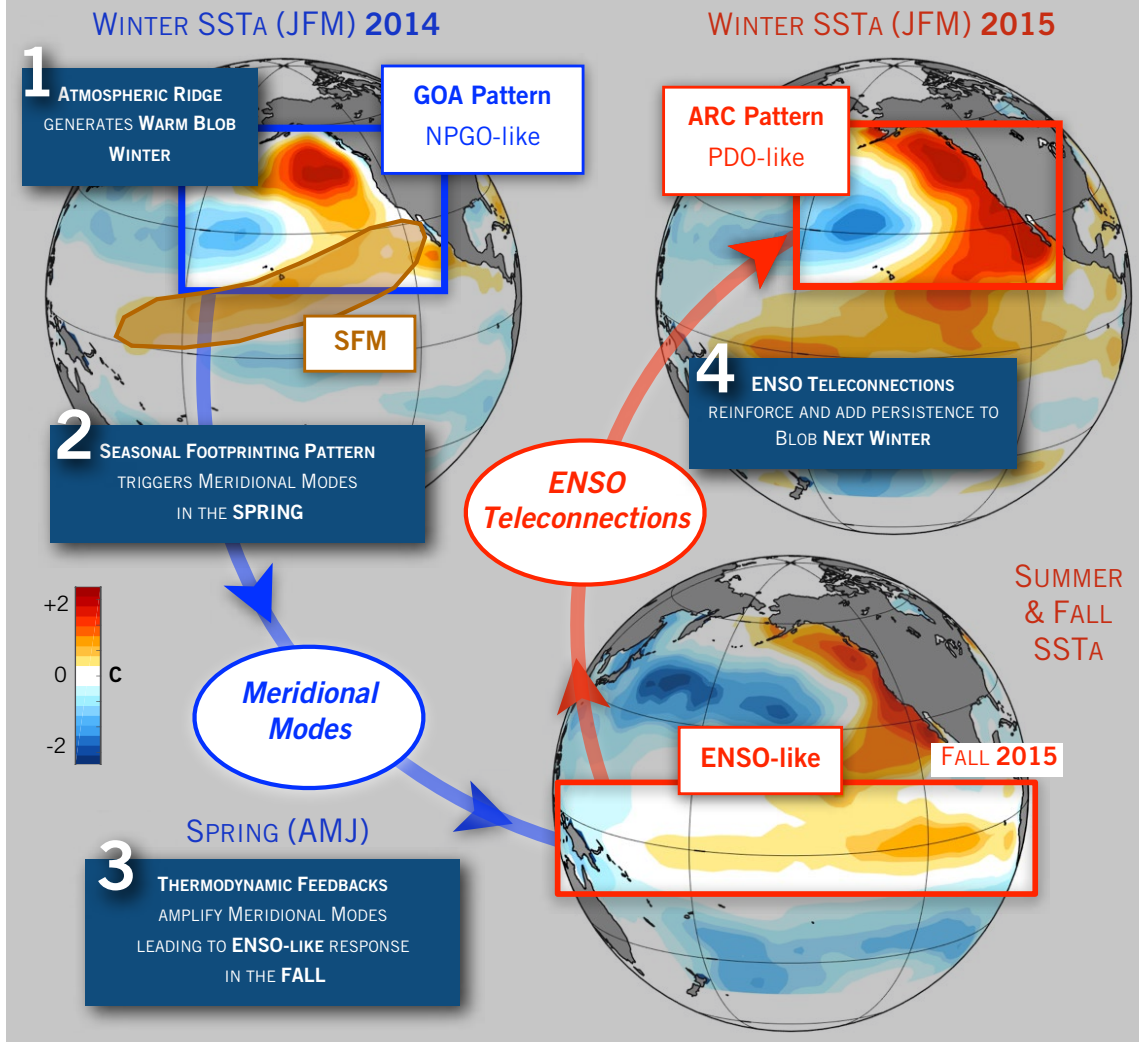 Winter SSTa (JFM) 2014
Winter SSTa (JFM) 2015
1
Atmospheric Ridge
generates Warm Blob
Winter
GOA Pattern
NPGO-like
ARC Pattern
PDO-like
SFM
2
Seasonal Footprinting Pattern
triggers Meridional Modes
in the Spring
4
ENSO Teleconnections
reinforce and add persistence to
Blob Next Winter
ENSO
Teleconnections
Summer
& Fall
SSTa
+2
0
C
-2
Meridional
Modes
ENSO-like
Fall 2015
Spring (AMJ)
3
Thermodynamic Feedbacks
amplify Meridional Modes
leading to ENSO-like response
in the Fall